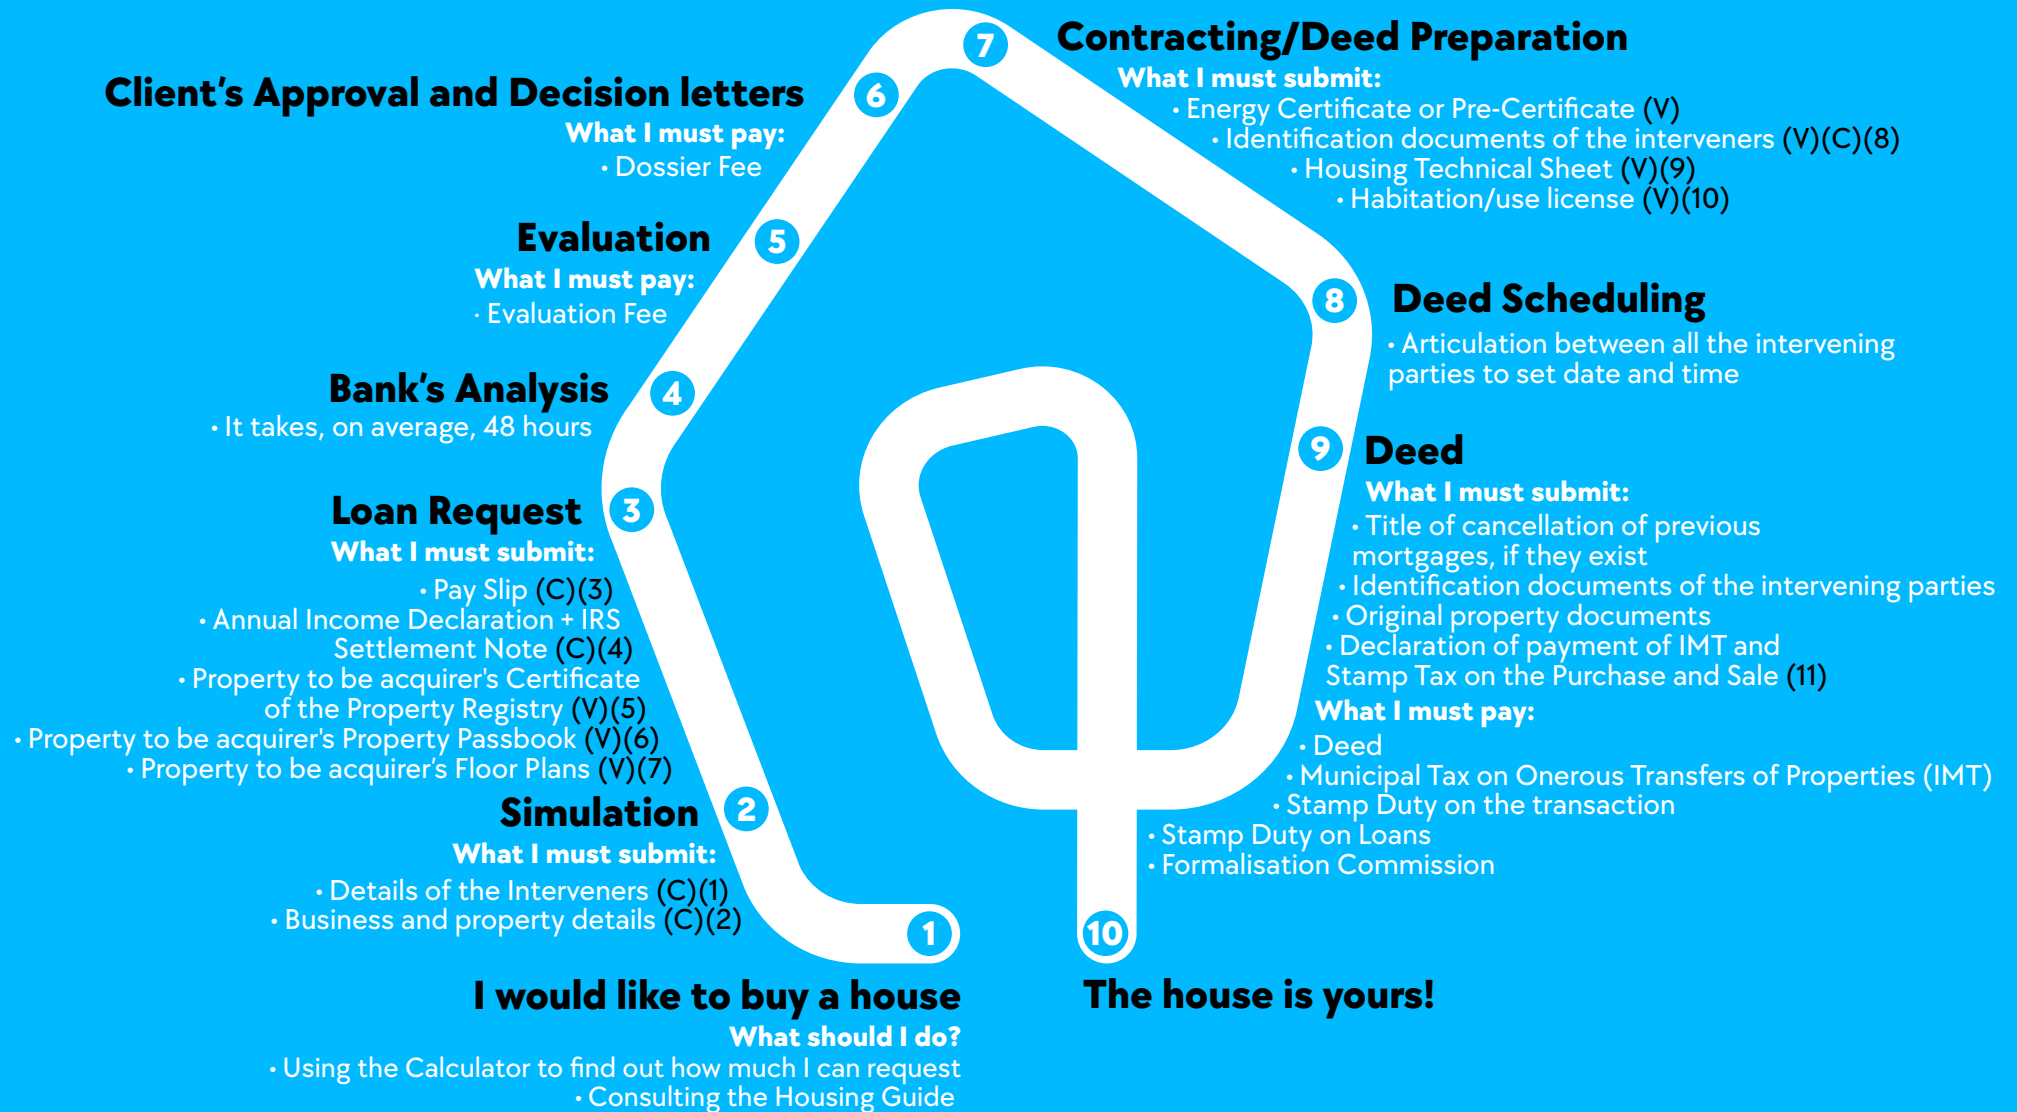 1
I would like to buy a house
What should I do?
• Using the Calculator to find out how much I can request
• Consulting the Housing Guide
2
Simulation
What I must submit:
• Details of the Interveners (C)(1)
• Business and property details (C)(2)
3
Loan Request
What I must submit:
• Pay Slip (C)(3)
• Annual Income Declaration + IRS
Settlement Note (C)(4)
• Property to be acquirer's Certificate
of the Property Registry (V)(5)
• Property to be acquirer's Property Passbook (V)(6)
• Property to be acquirer's Floor Plans (V)(7)
4
Bank's Analysis
• It takes, on average, 48 hours
5
Evaluation
What I must pay:
• Evaluation Fee
6
Client's Approval and Decision letters
What I must pay:
• Dossier Fee
7
Contracting/Deed Preparation
What I must submit:
• Energy Certificate or Pre-Certificate (V)
• Identification documents of the interveners (V)(C)(8)
• Housing Technical Sheet (V)(9)
• Habitation/use license (V)(10)
8
Deed Scheduling
• Articulation between all the intervening
parties to set date and time
9
Deed
What I must submit:
• Title of cancellation of previous
mortgages, if they exist
• Identification documents of the intervening parties
• Original property documents
• Declaration of payment of IMT and
Stamp Tax on the Purchase and Sale (11)
What I must pay:
• Deed
• Municipal Tax on Onerous Transfers of Properties (IMT)
• Stamp Duty on the transaction
• Stamp Duty on Loans
• Formalisation Commission
10
The house is yours!